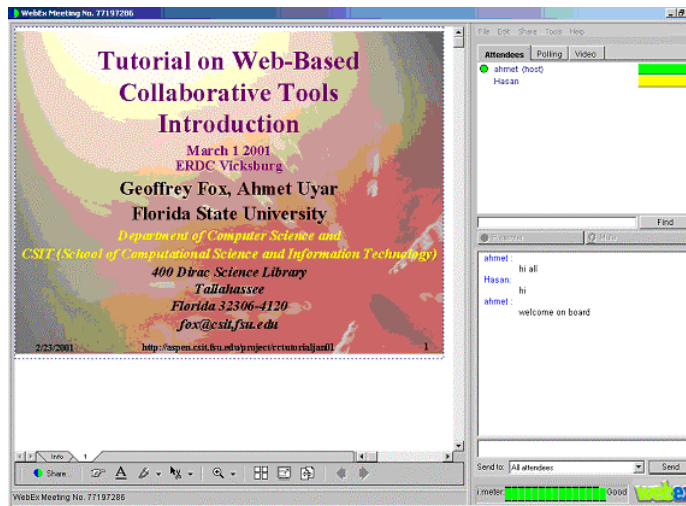 WebEx Meeting No. 77197286
File Edit Share Tools Help
Tutorial on Web-Based
Collaborative Tools
Introduction
March 1 2001
ERDC Vicksburg
Geoffrey Fox, Ahmet Uyar
Florida State University
Department of Computer Science and
CSIT (School of Computational Science and Information Technology)
400 Dirac Science Library
Tallahassee
Florida 32306-4120
fox@csit.fsu.edu
2/23/2001 http://aspen.csit.fsu.edu/project/cctutorialjan01 1
Attendees Polling Video
ahmet (host)
Hasan
Find
Presenter Mute
ahmet :
hi all
Hasan:
hi
ahmet :
welcome on board
Info 1
Share...
Send to: All attendees Send
WebEx Meeting No. 77197286
i.meter: Good
webex